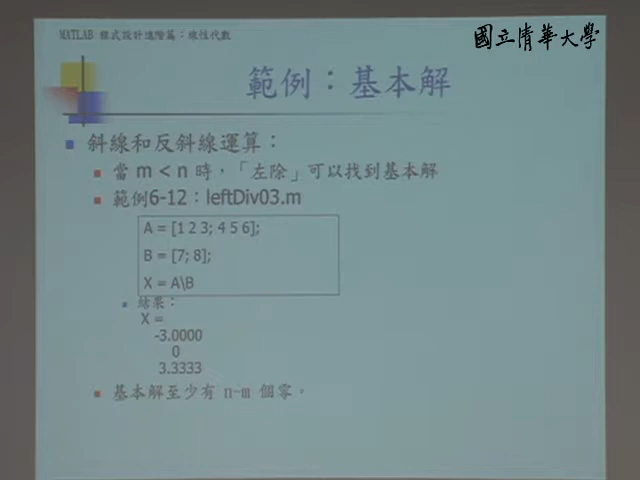 MATLAB 程式設計進階篇：線性代數
國立清華大學
範例：基本解
斜線和反斜線運算：
當 m < n 時，「左除」可以找到基本解
範例6-12：leftDiv03.m
A = [1 2 3; 4 5 6];
B = [7; 8];
X = A\B
結果：
X =
-3.0000
0
3.3333
基本解至少有 n-m 個零。